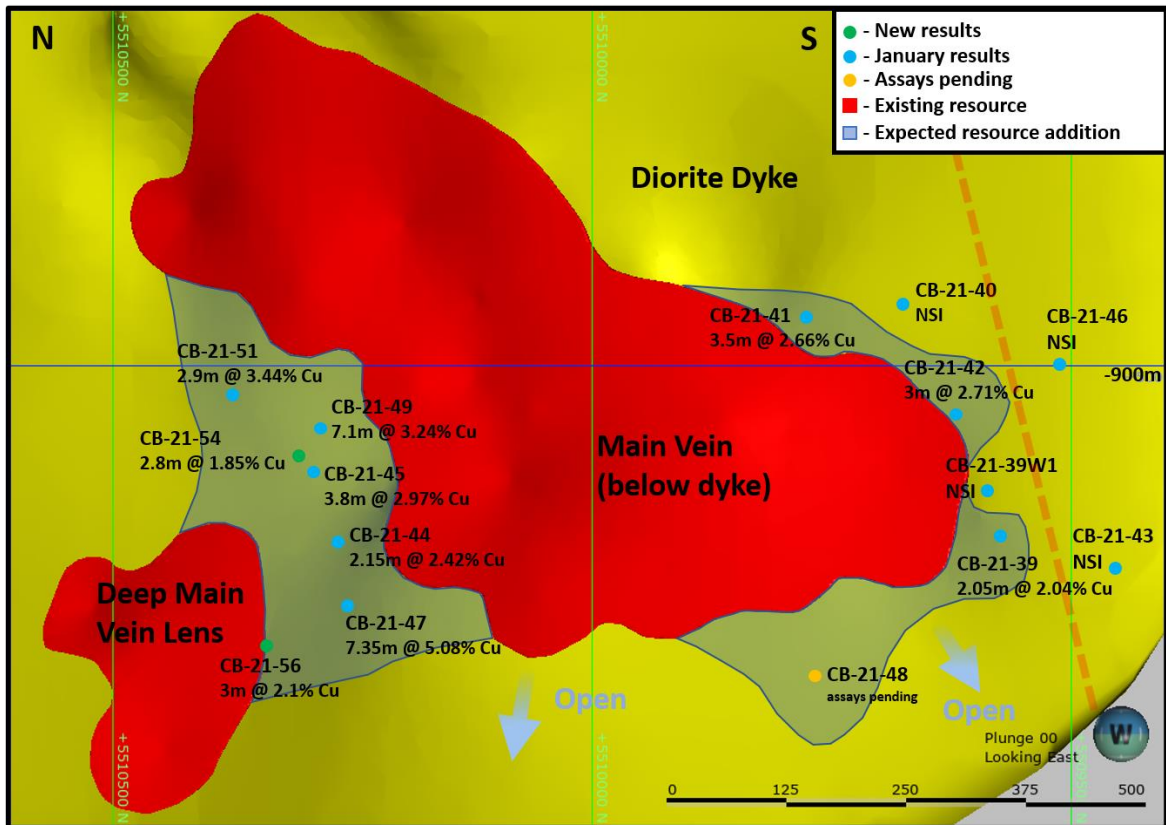 N
S
+5510500 N
+5510000 N
- New results
- January results
- Assays pending
- Existing resource
- Expected resource addition
Diorite Dyke
CB-21-40
NSI
CB-21-46
NSI
CB-21-41
3.5m @ 2.66% Cu
-900m
CB-21-51
2.9m @ 3.44% Cu
CB-21-42
3m @ 2.71% Cu
CB-21-49
7.1m @ 3.24% Cu
CB-21-54
2.8m @ 1.85% Cu
Main Vein
(below dyke)
CB-21-45
3.8m @ 2.97% Cu
CB-21-39W1
NSI
CB-21-44
2.15m @ 2.42% Cu
CB-21-43
NSI
CB-21-39
2.05m @ 2.04% Cu
Deep Main
Vein Lens
CB-21-47
7.35m @ 5.08% Cu
CB-21-56
3m @ 2.1% Cu
CB-21-48
assays pending
Open
Open
Plunge 00
Looking East
W
0 125 250 375 500
+5510500 N
+5510000 N